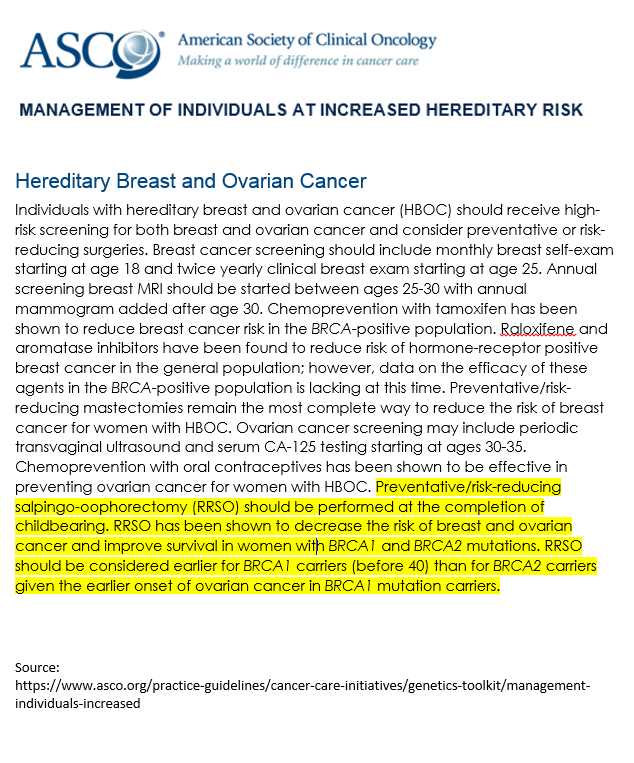 ASCO® American Society of Clinical Oncology
Making a world of difference in cancer care
MANAGEMENT OF INDIVIDUALS AT INCREASED HEREDITARY RISK
Hereditary Breast and Ovarian Cancer
Individuals with hereditary breast and ovarian cancer (HBOC) should receive high-
risk screening for both breast and ovarian cancer and consider preventative or risk-
reducing surgeries. Breast cancer screening should include monthly breast self-exam
starting at age 18 and twice yearly clinical breast exam starting at age 25. Annual
screening breast MRI should be started between ages 25-30 with annual
mammogram added after age 30. Chemoprevention with tamoxifen has been
shown to reduce breast cancer risk in the BRCA-positive population. Raloxifene and
aromatase inhibitors have been found to reduce risk of hormone-receptor positive
breast cancer in the general population; however, data on the efficacy of these
agents in the BRCA-positive population is lacking at this time. Preventative/risk-
reducing mastectomies remain the most complete way to reduce the risk of breast
cancer for women with HBOC. Ovarian cancer screening may include periodic
transvaginal ultrasound and serum CA-125 testing starting at ages 30-35.
Chemoprevention with oral contraceptives has been shown to be effective in
preventing ovarian cancer for women with HBOC. Preventative/risk-reducing
salpingo-oophorectomy (RRSO) should be performed at the completion of
childbearing. RRSO has been shown to decrease the risk of breast and ovarian
cancer and improve survival in women with BRCA1 and BRCA2 mutations. RRSO
should be considered earlier for BRCA1 carriers (before 40) than for BRCA2 carriers
given the earlier onset of ovarian cancer in BRCA1 mutation carriers.
Source:
https://www.asco.org/practice-guidelines/cancer-care-initiatives/genetics-toolkit/management-
individuals-increased